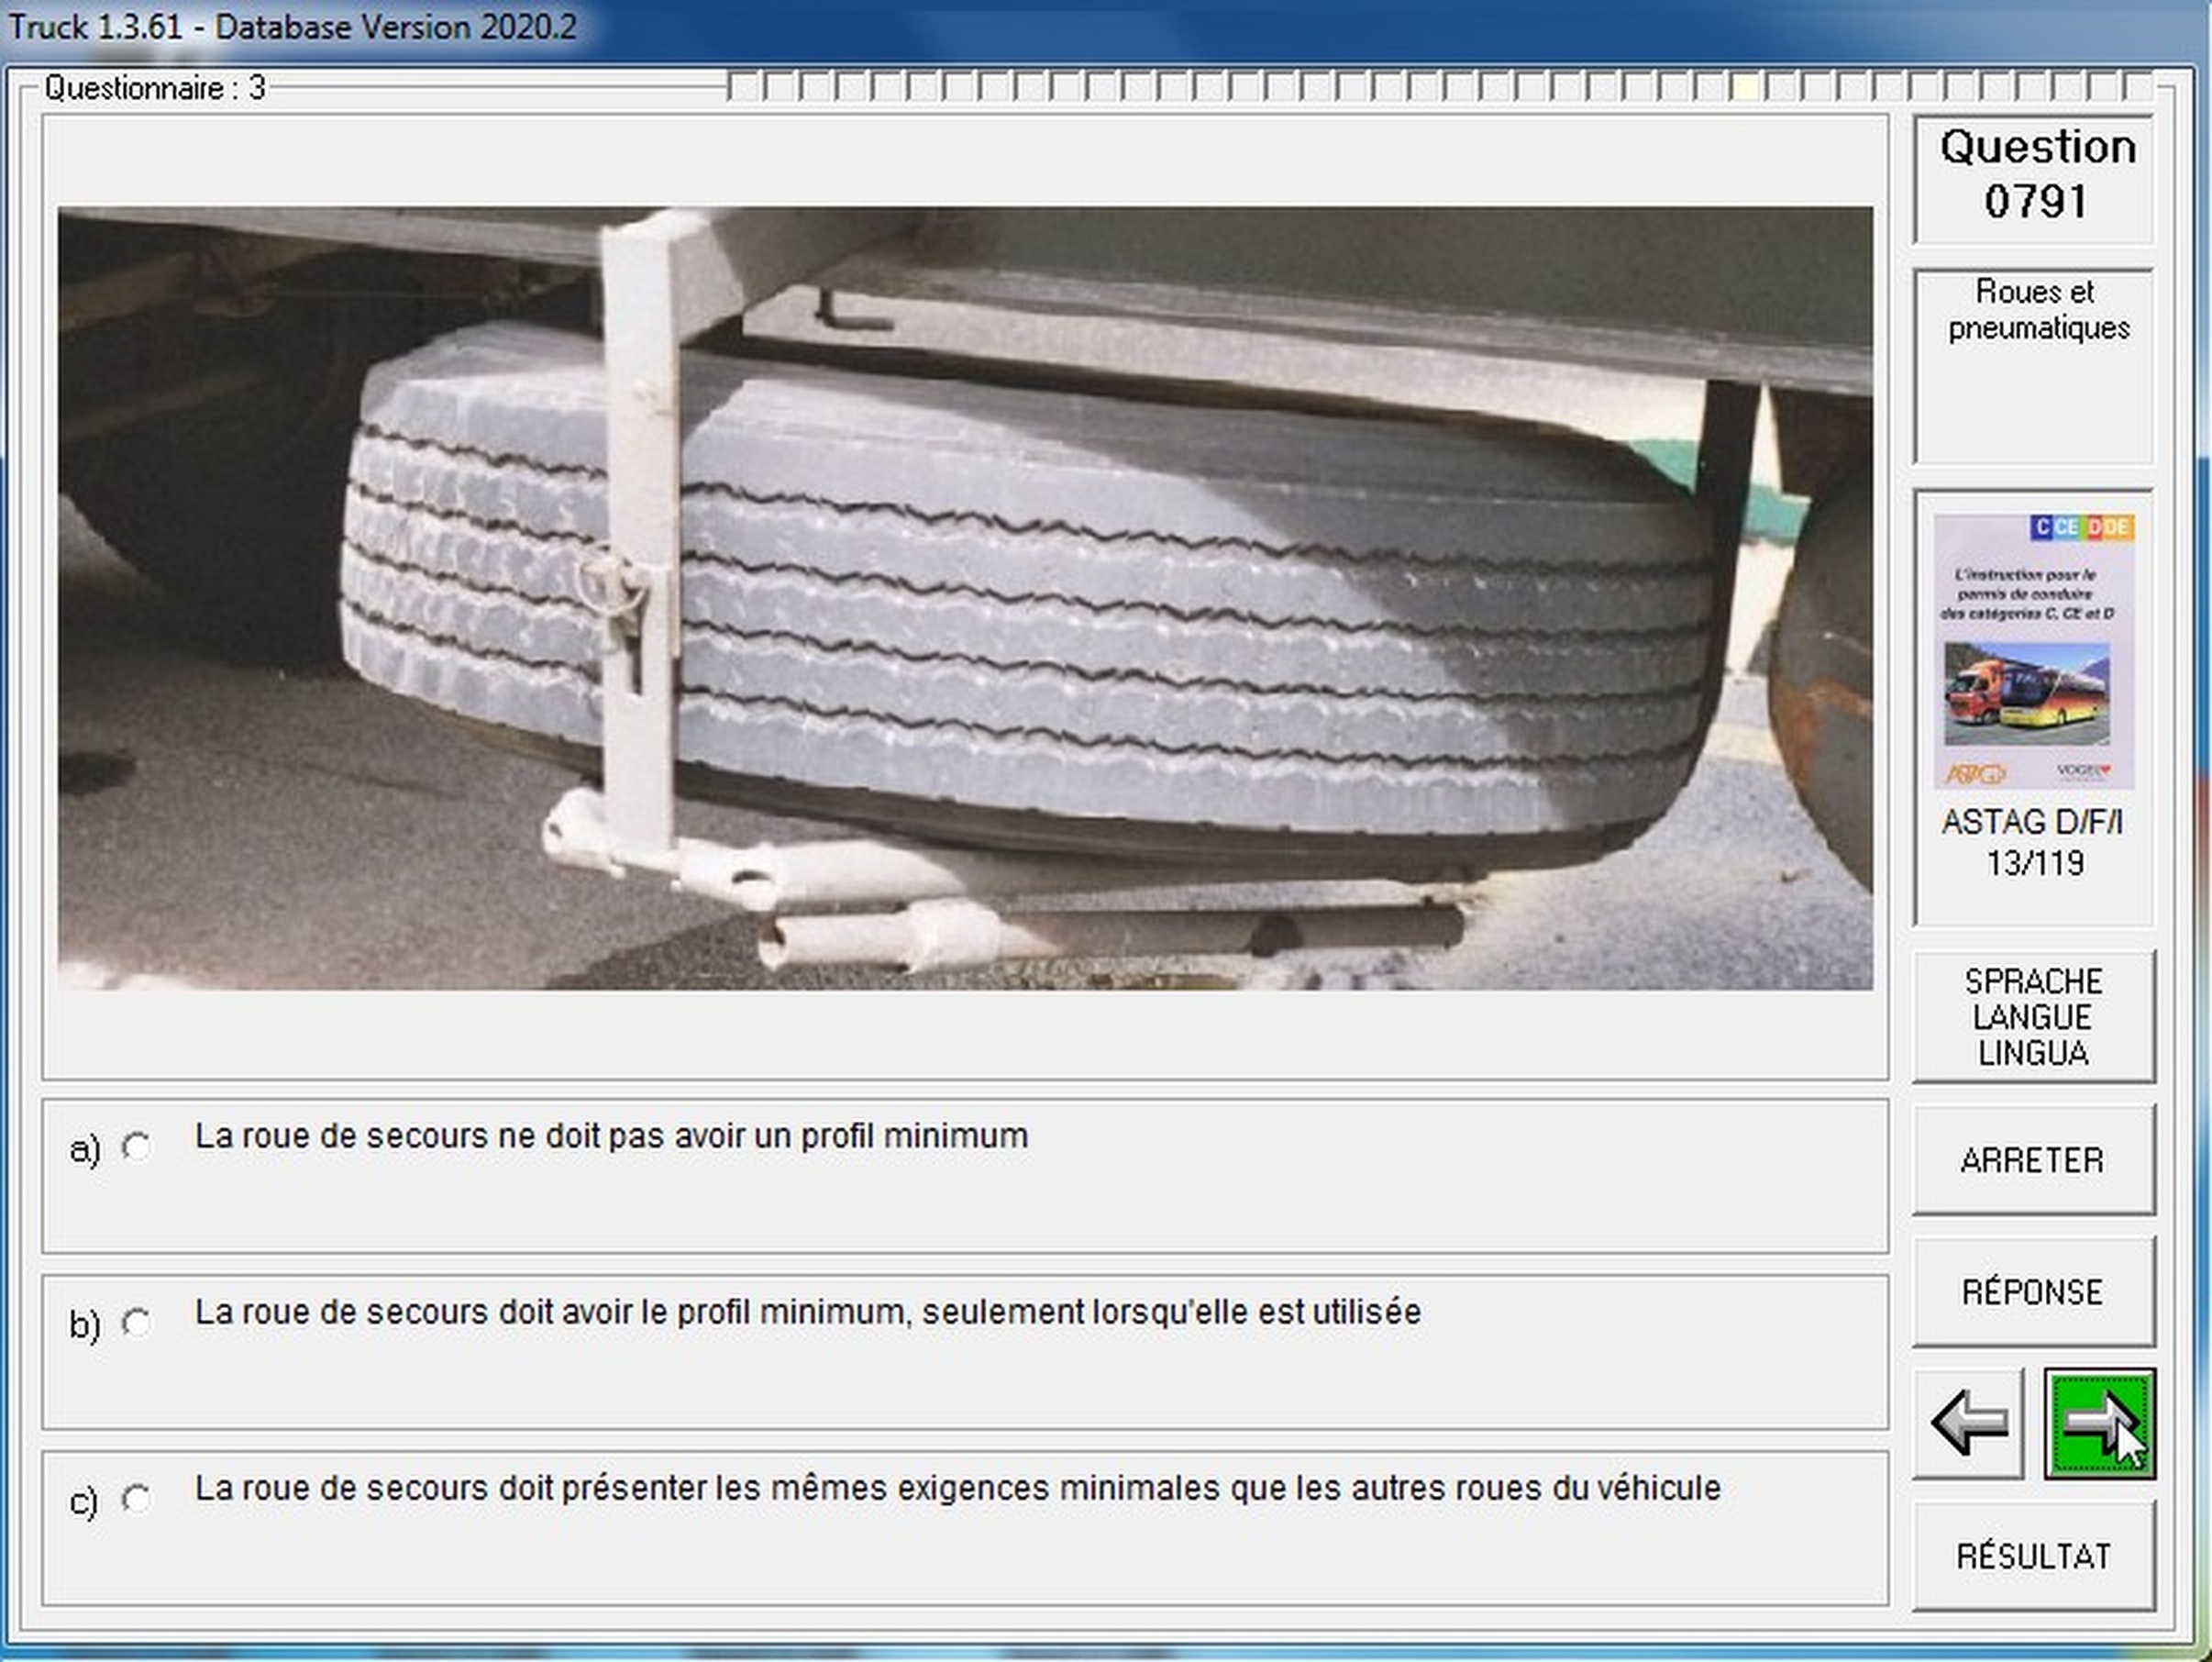 Truck 1.3.61 - Database Version 2020.2
Questionnaire : 3
Question
0791
Roues et
pneumatiques
C CE D DE
L'instruction pour le
permis de conduire
des catégories C, CE et D
ASTAG
VOGEL
ASTAG D/F/I
13/119
SPRACHE
LANGUE
LINGUA
ARRETER
RÉPONSE
RÉSULTAT
a) La roue de secours ne doit pas avoir un profil minimum
b) La roue de secours doit avoir le profil minimum, seulement lorsqu'elle est utilisée
c) La roue de secours doit présenter les mêmes exigences minimales que les autres roues du véhicule